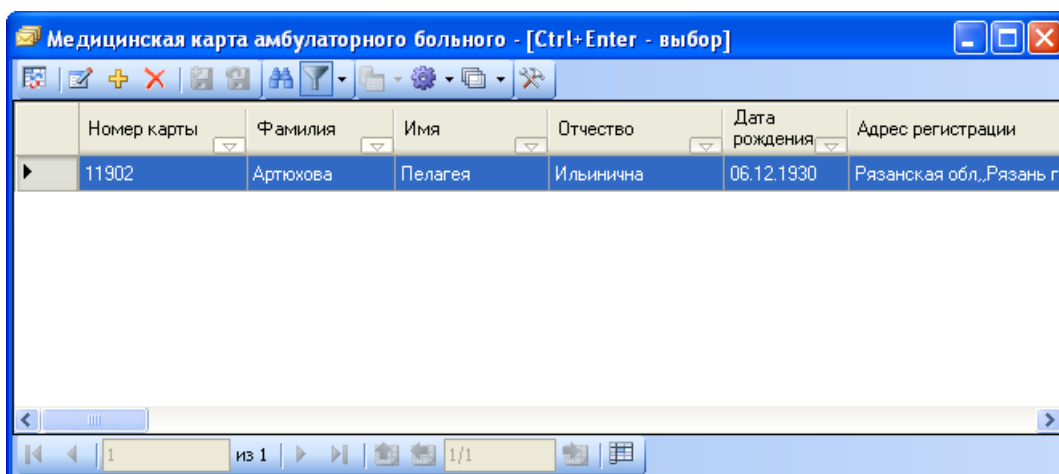 Медицинская карта амбулаторного больного - [Ctrl+Enter - выбор]
Номер карты Фамилия Имя Отчество Дата рождения Адрес регистрации
11902 Артюхова Пелагея Ильинична 06.12.1930 Рязанская обл,,Рязань г
1 из 1 1/1